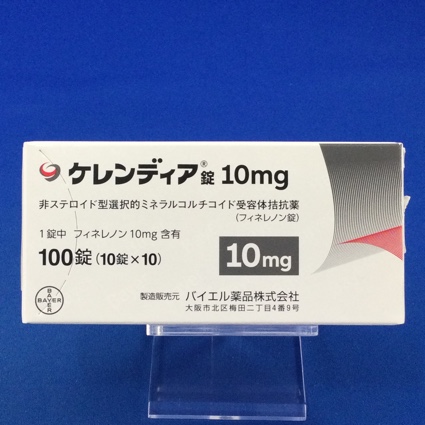 ケレンディア®錠 10mg
非ステロイド型選択的ミネラルコルチコイド受容体拮抗薬
(フィネレノン錠)
1錠中 フィネレノン10mg 含有
100錠(10錠×10)
10mg
製造販売元 バイエル薬品株式会社
大阪市北区梅田二丁目4番9号
BAYER
BAYER